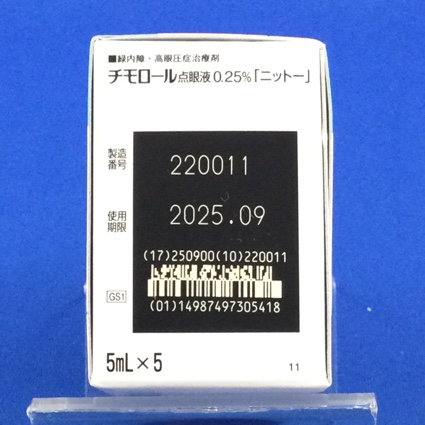 ■緑内障・高眼圧症治療剤
チモロール点眼液0.25%「ニットー」
製造番号 220011
使用期限 2025.09
(17)250900(10)220011
GS1
(01)14987497305418
5mL×5
11